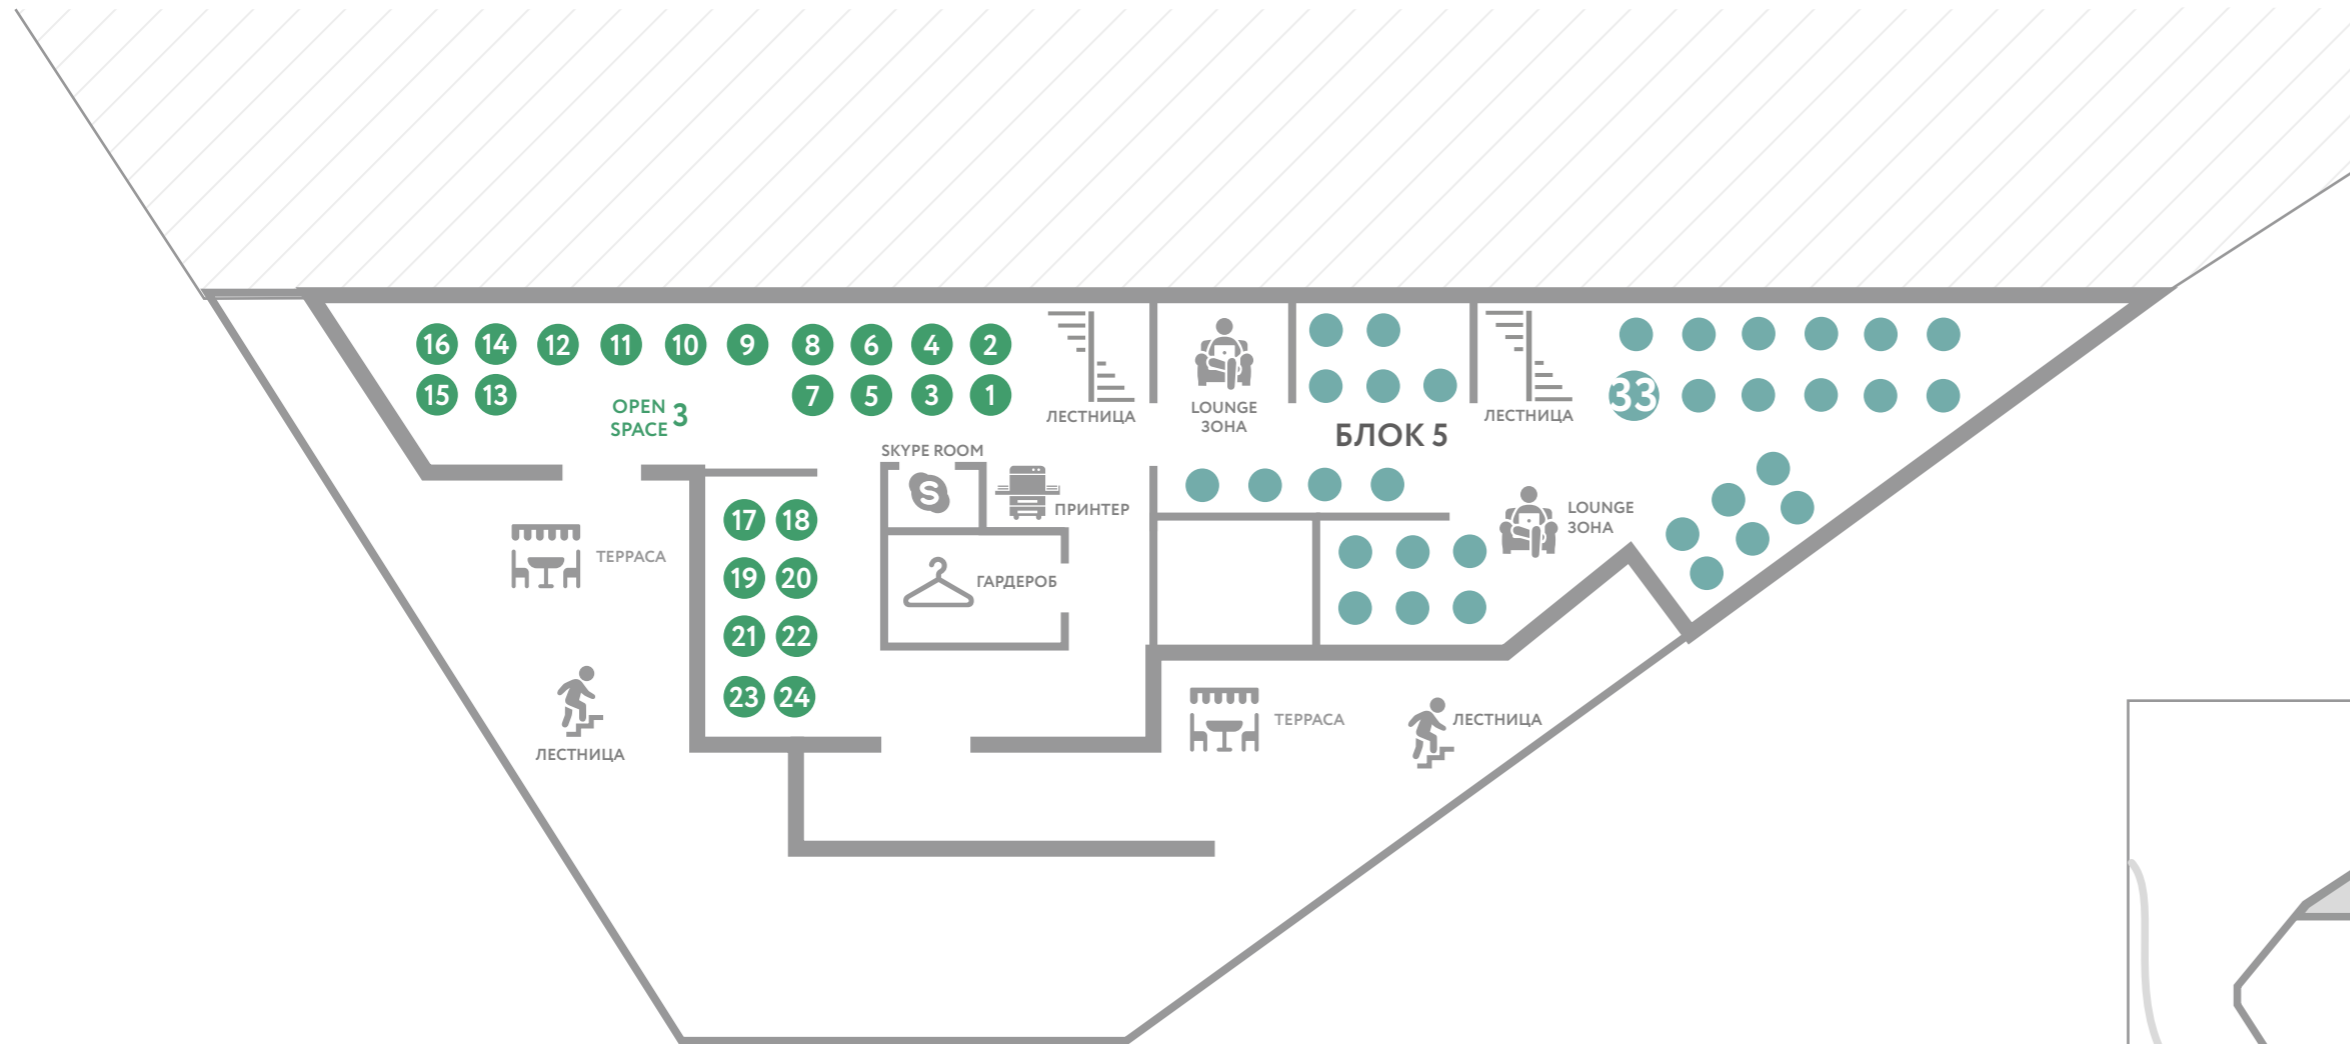 16 14 12 11 10 9 8 6 4 2
15 13 7 5 3 1
33
OPEN
SPACE 3
ЛЕСТНИЦА
LOUNGE
ЗОНА
ЛЕСТНИЦА
БЛОК 5
SKYPE ROOM
S
ПРИНТЕР
LOUNGE
ЗОНА
17 18
ТЕРРАСА
19 20
ГАРДЕРОБ
21 22
23 24
ЛЕСТНИЦА
ТЕРРАСА
ЛЕСТНИЦА